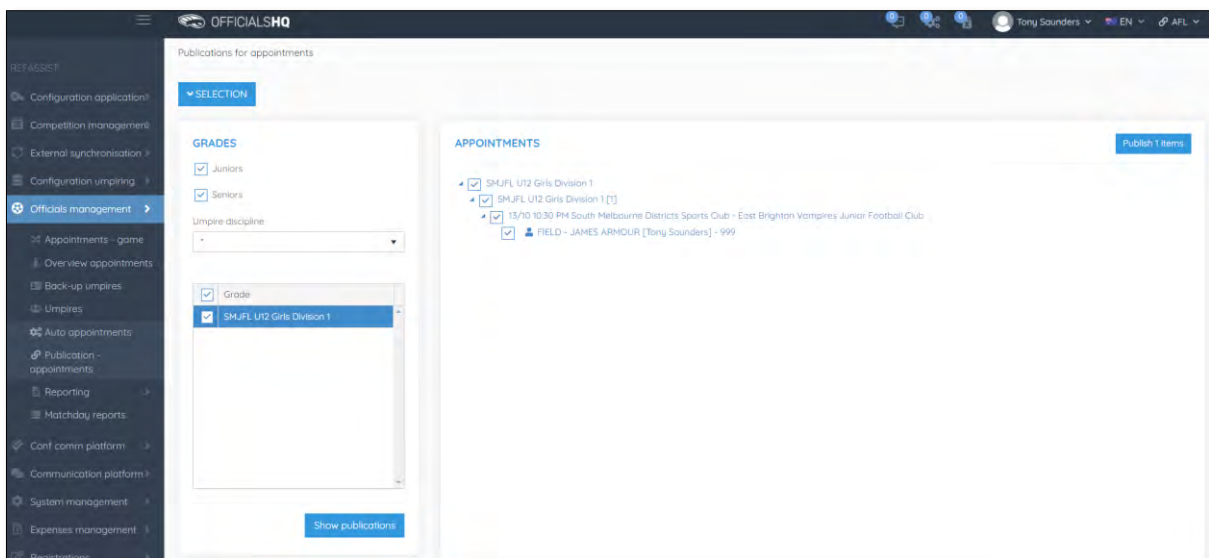 OFFICIALSHQ
0
0
0
Tony Saunders
EN
AFL
REFASSIST
Configuration application
Competition management
External synchronisation
Configuration umpiring
Officials management
Appointments - game
Overview appointments
Back-up umpires
Umpires
Auto appointments
Publication -
appointments
Reporting
Matchday reports
Conf comm platform
Communication platform
System management
Expenses management
Registrations
Publications for appointments
SELECTION
GRADES
Juniors
Seniors
Umpire discipline
-
Grade
SMJFL U12 Girls Division 1
Show publications
APPOINTMENTS
Publish 1 items
SMJFL U12 Girls Division 1
SMJFL U12 Girls Division 1 [1]
13/10 10:30 PM South Melbourne Districts Sports Club - East Brighton Vampires Junior Football Club
FIELD - JAMES ARMOUR [Tony Saunders] - 999